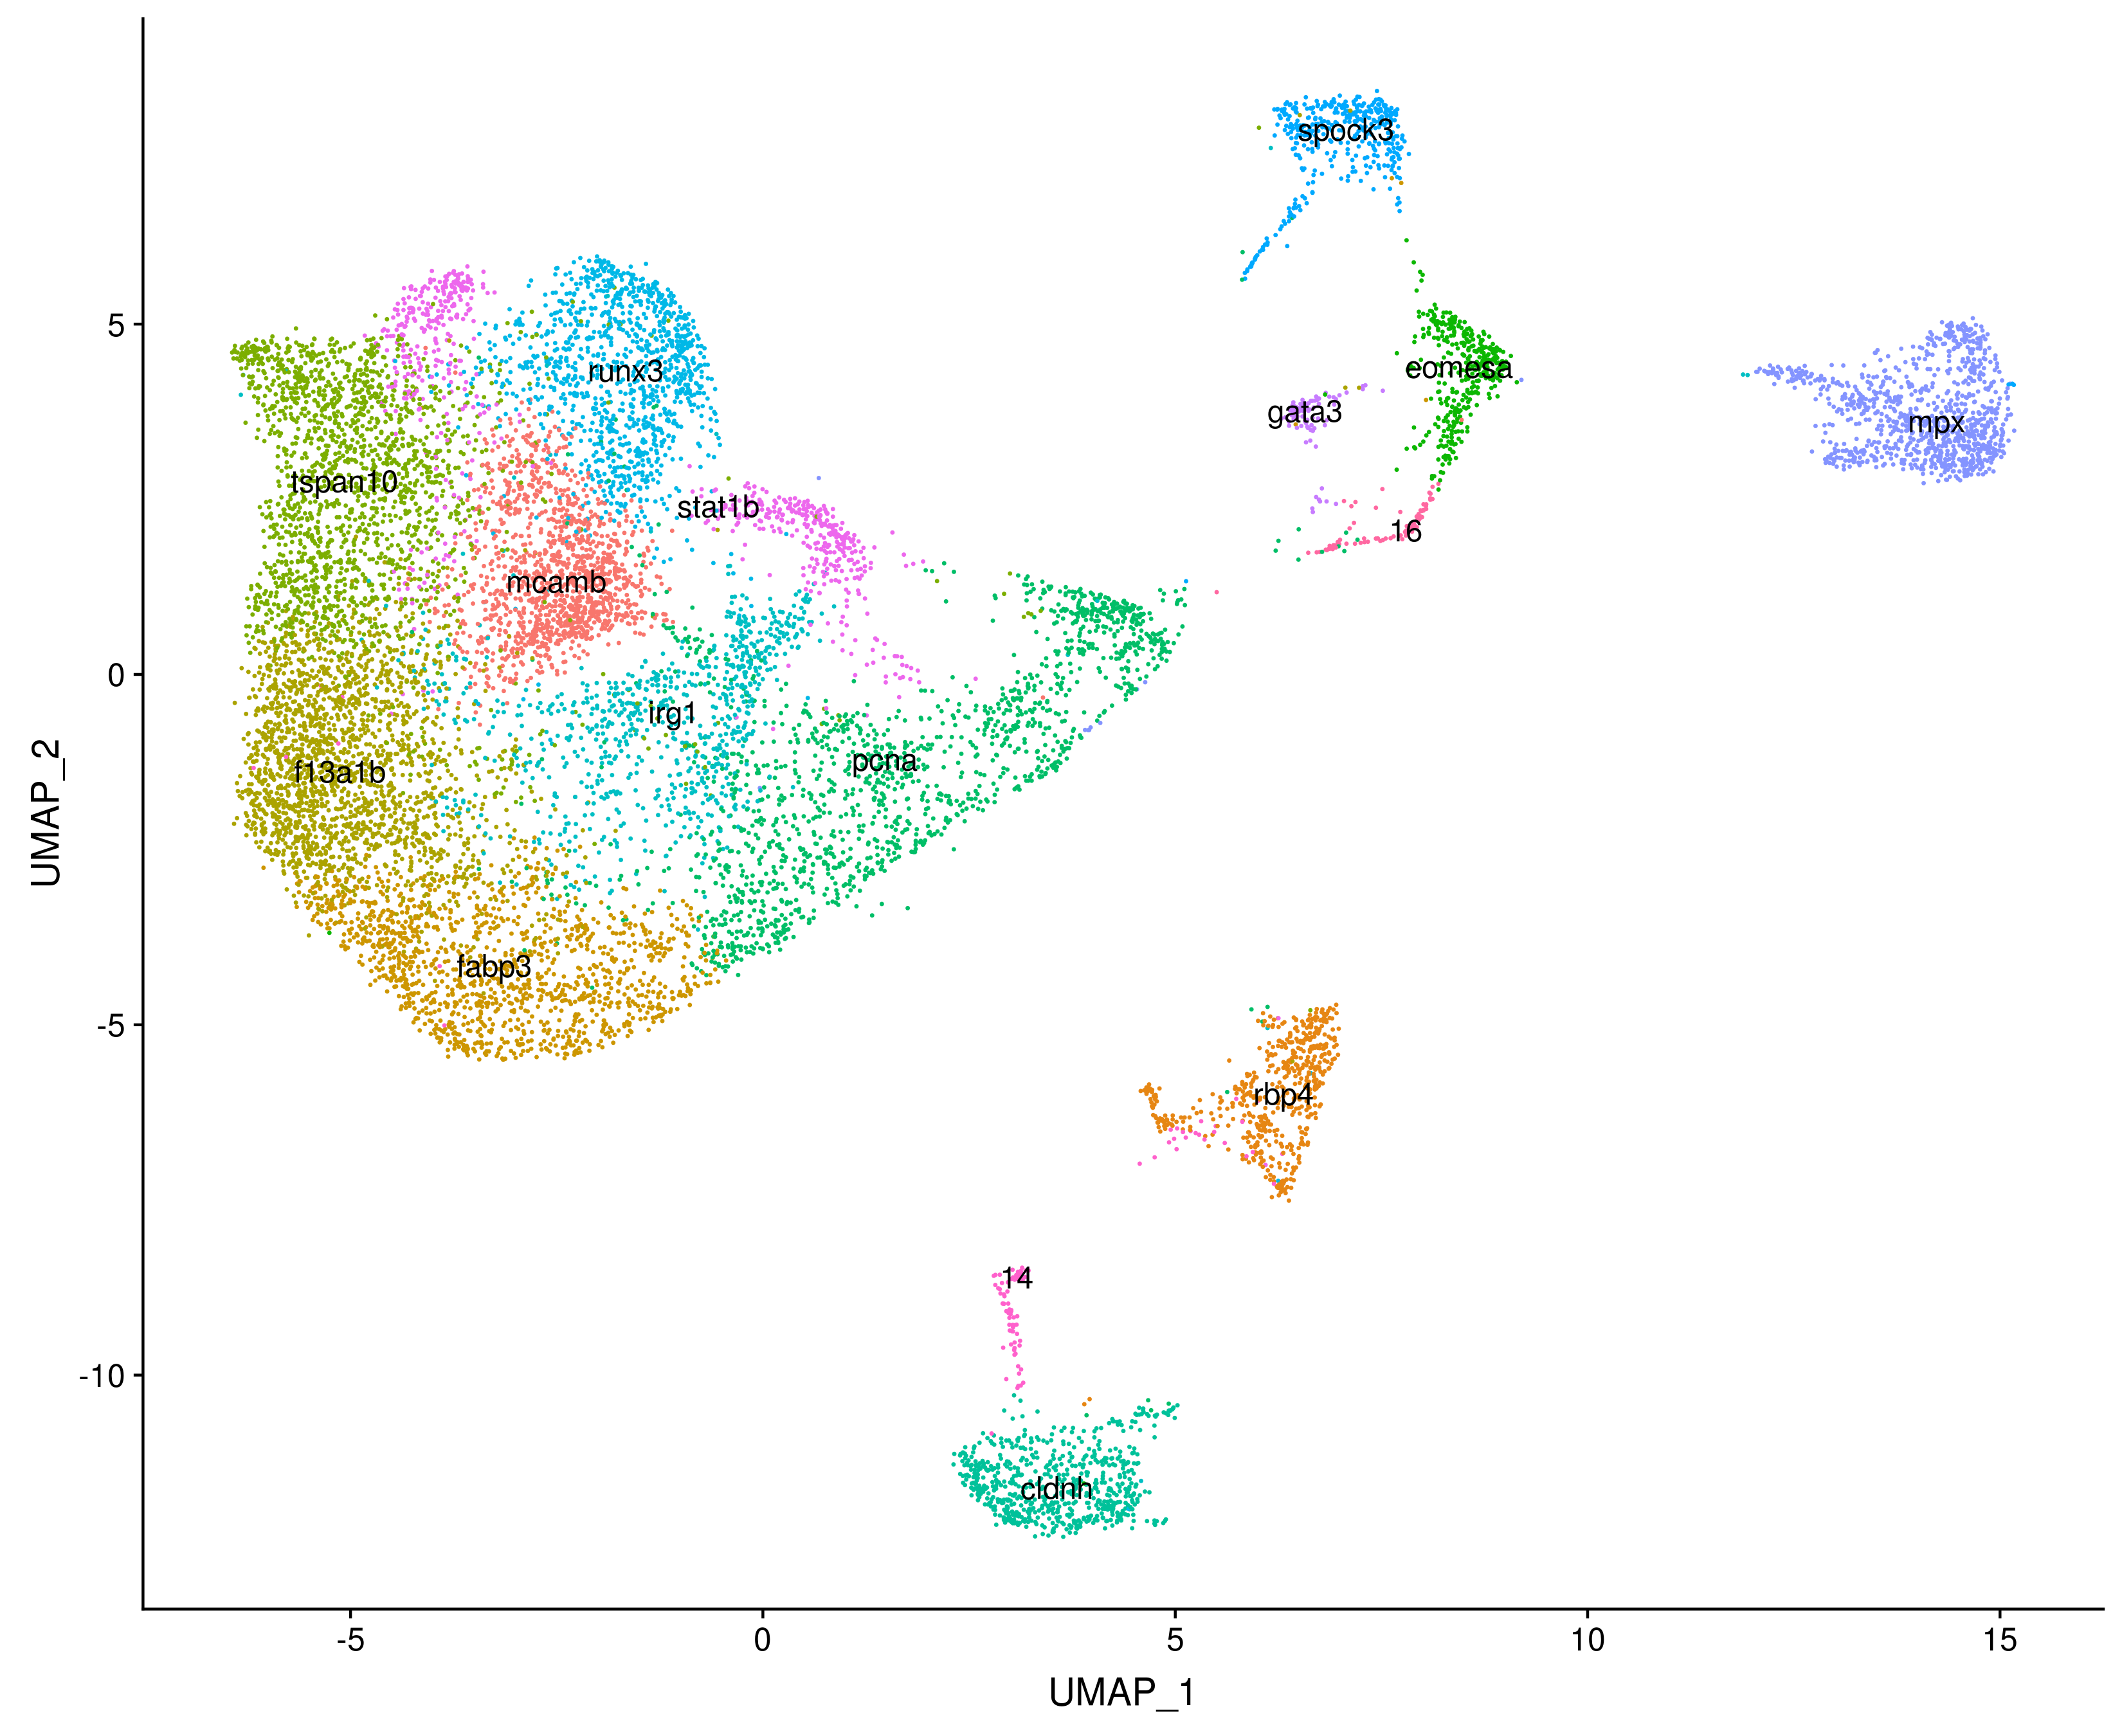 spock3
5
runx3
eomesa
gata3
mpx
tspan10
stat1b
16
mcamb
0
irg1
pcna
f13a1b
UMAP_2
fabp3
-5
rbp4
14
-10
cldnh
-5
0
5
10
15
UMAP_1